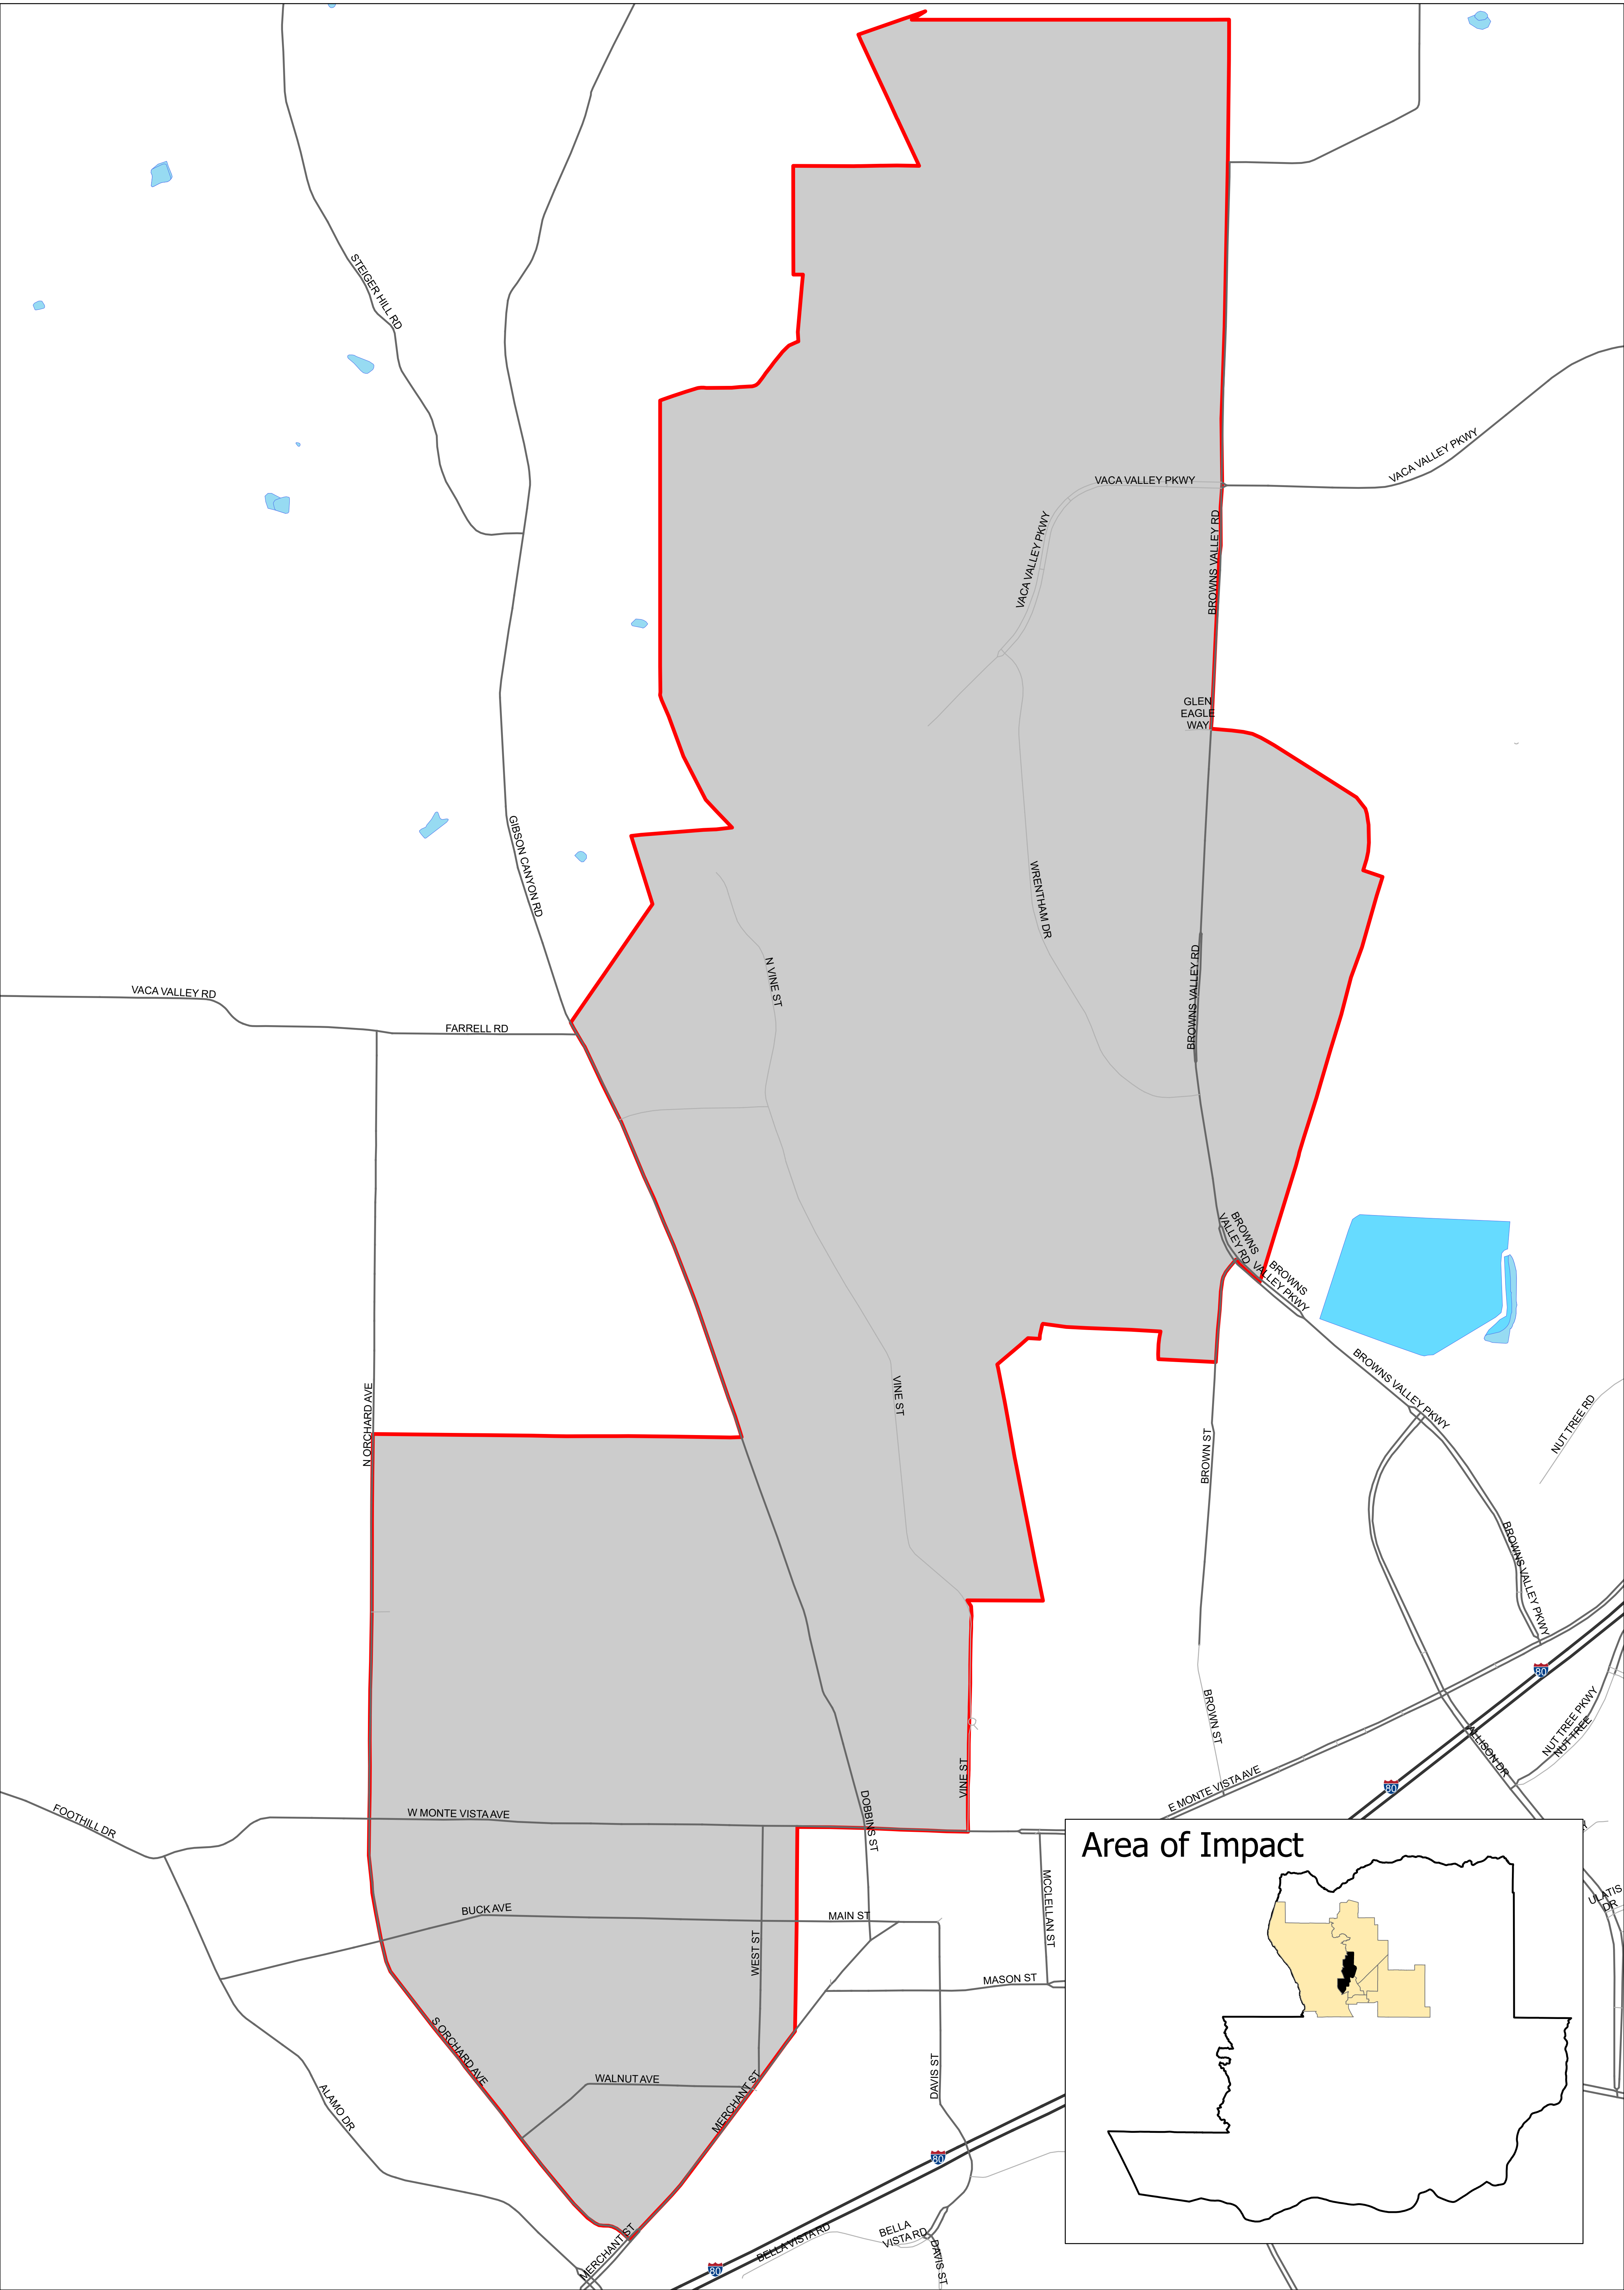 STEIGER HILL RD
VACA VALLEY PKWY
VACA VALLEY PKWY
VACA VALLEY PKWY
BROWNS VALLEY RD
GLEN
EAGLE
WAY
GIBSON CANYON RD
WRENTHAM DR
BROWNS VALLEY RD
N VINE ST
VACA VALLEY RD
FARRELL RD
BROWNS
VALLEY RD
BROWNS
VALLEY PKWY
BROWNS VALLEY PKWY
N ORCHARD AVE
VINE ST
BROWN ST
NUT TREE RD
BROWNS VALLEY PKWY
80
BROWN ST
NUT TREE PKWY
NUT TREE
ALLISON DR
VINE ST
80
E MONTE VISTA AVE
FOOTHILL DR
W MONTE VISTA AVE
DOBBINS ST
Area of Impact
MCCLELLAN ST
ULATIS
DR
BUCK AVE
MAIN ST
WEST ST
MASON ST
S ORCHARD AVE
WALNUT AVE
MERCHANT ST
DAVIS ST
ALAMO DR
80
MERCHANT ST
BELLA VISTA RD
BELLA
VISTA RD
DAVIS ST
80